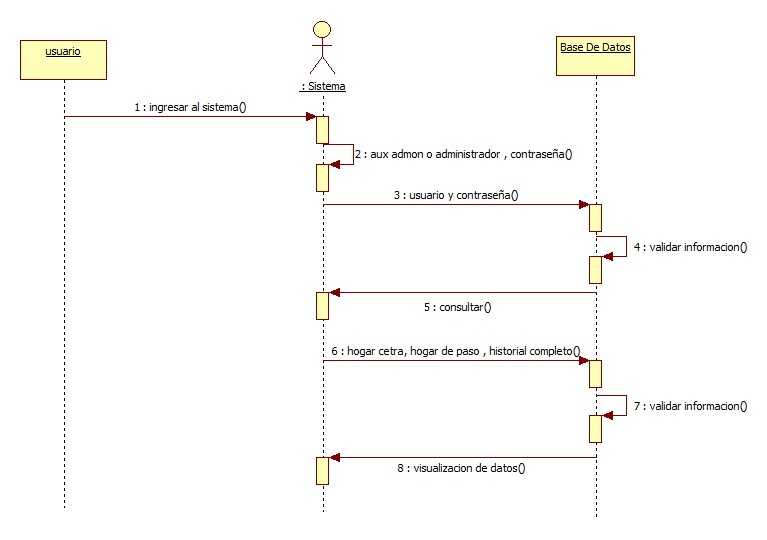 usuario
: Sistema
Base De Datos
1 : ingresar al sistema()
2 : aux admon o administrador , contraseña()
3 : usuario y contraseña()
4 : validar informacion()
5 : consultar()
6 : hogar cetra, hogar de paso , historial completo()
7 : validar informacion()
8 : visualizacion de datos()